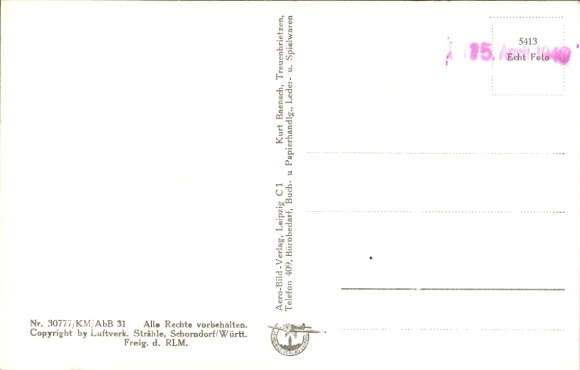 5413
Echt Foto
15. April 1940
Aero-Bild-Verlag, Leipzig C 1 Kurt Baensch, Treuenbrietzen,
Telefon 409, Bürobedarf, Buch- u Papierhandlg., Leder- u. Spielwaren
Nr. 30777/KM/AbB 31 Alle Rechte vorbehalten.
Copyright by Luftverk. Strähle, Schorndorf/Württ.
Freig. d. RLM.